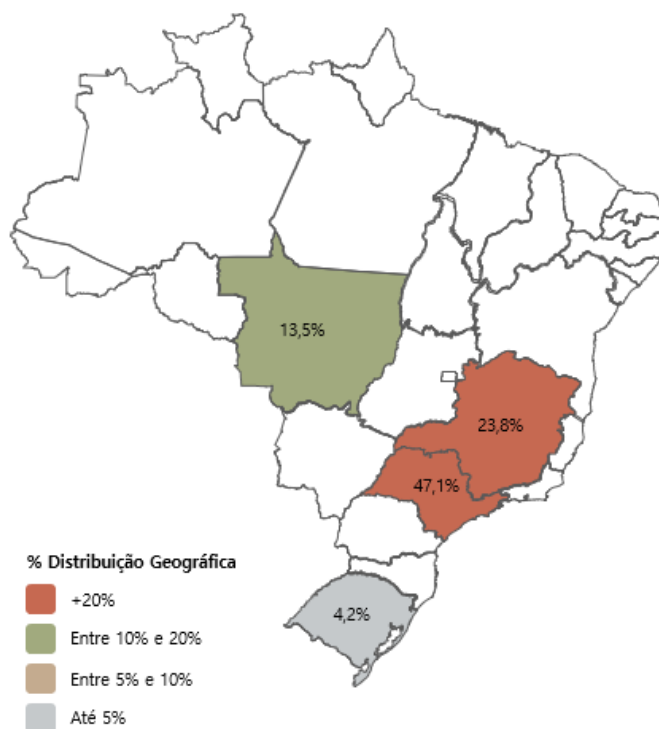 13,5%
23,8%
47,1%
4,2%
% Distribuição Geográfica
+20%
Entre 10% e 20%
Entre 5% e 10%
Até 5%